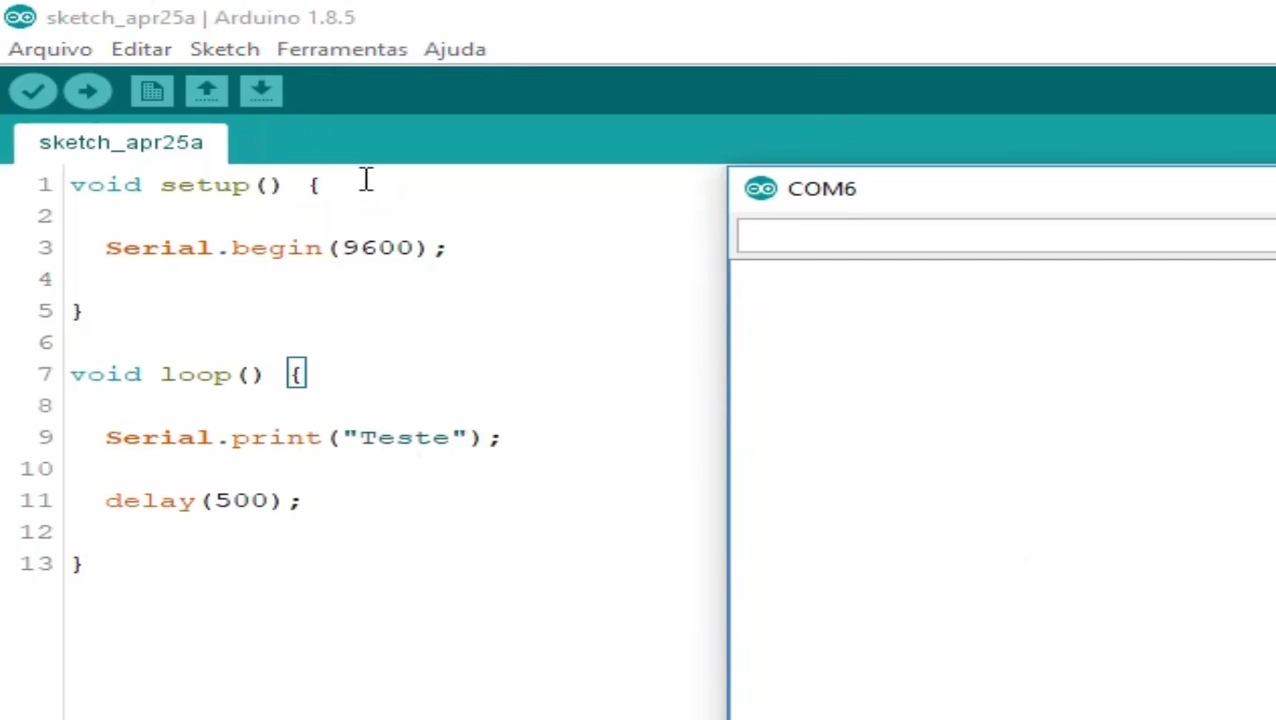 sketch_apr25a | Arduino 1.8.5
Arquivo Editar Sketch Ferramentas Ajuda
sketch_apr25a
1 void setup() {
2
3 Serial.begin(9600);
4
5 }
6
7 void loop() {
8
9 Serial.print("Teste");
10
11 delay(500);
12
13 }
COM6